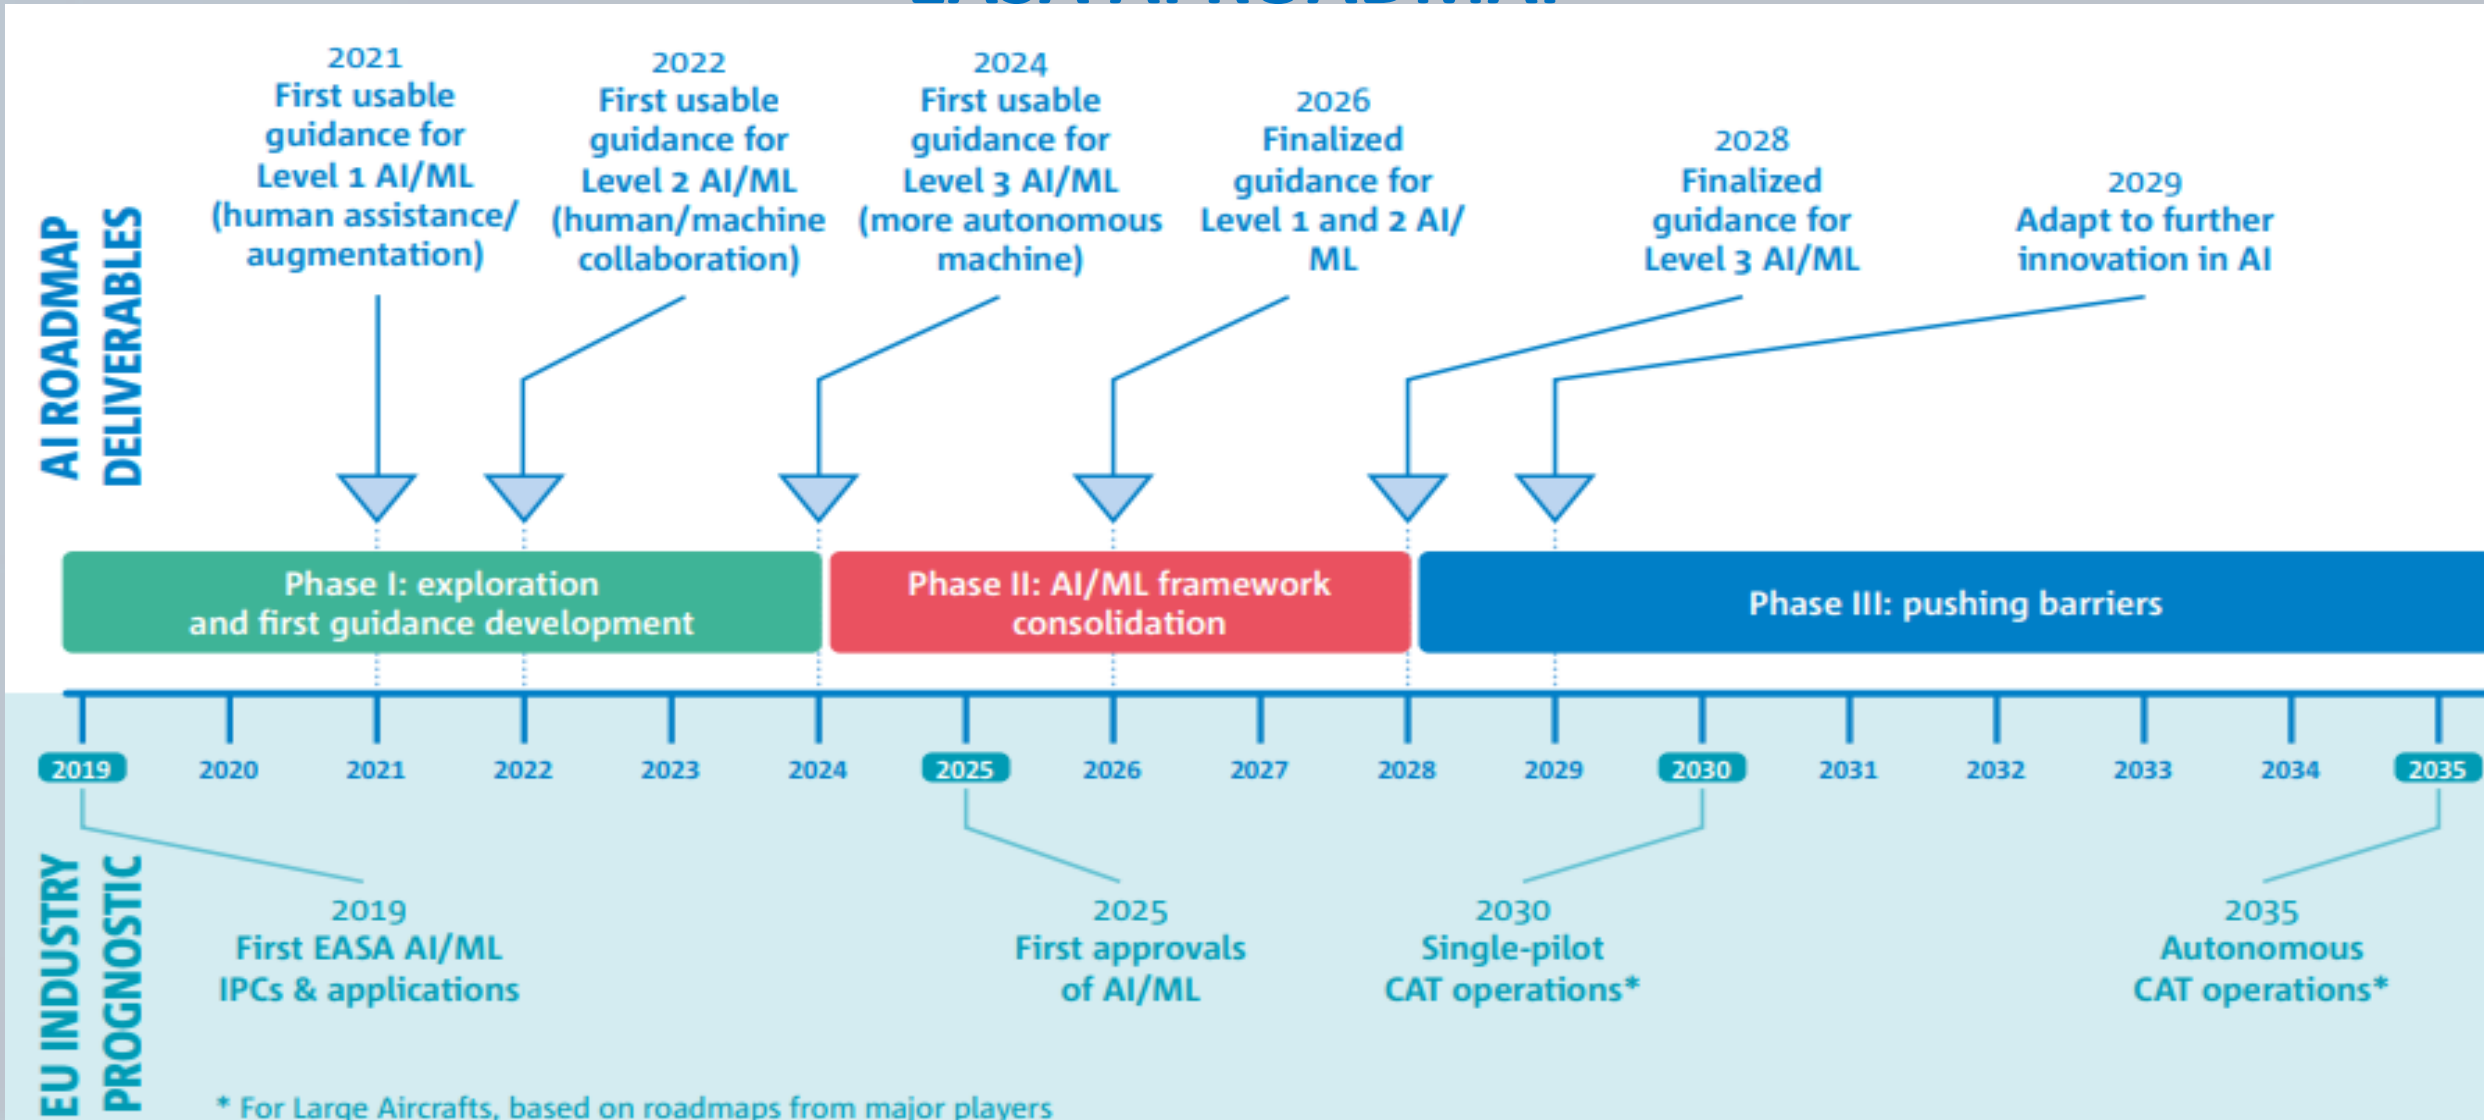 2021
First usable
guidance for
Level 1 AI/ML
(human assistance/
augmentation)
2022
First usable
guidance for
Level 2 AI/ML
(human/machine
collaboration)
2024
First usable
guidance for
Level 3 AI/ML
(more autonomous
machine)
2026
Finalized
guidance for
Level 1 and 2 AI/
ML
2028
Finalized
guidance for
Level 3 AI/ML
2029
Adapt to further
innovation in AI
AI ROADMAP
DELIVERABLES
Phase I: exploration
and first guidance development
Phase II: AI/ML framework
consolidation
Phase III: pushing barriers
2019 2020 2021 2022 2023 2024 2025 2026 2027 2028 2029 2030 2031 2032 2033 2034 2035
EU INDUSTRY
PROGNOSTIC
2019
First EASA AI/ML
IPCs & applications
2025
First approvals
of AI/ML
2030
Single-pilot
CAT operations*
2035
Autonomous
CAT operations*
* For Large Aircrafts, based on roadmaps from major players